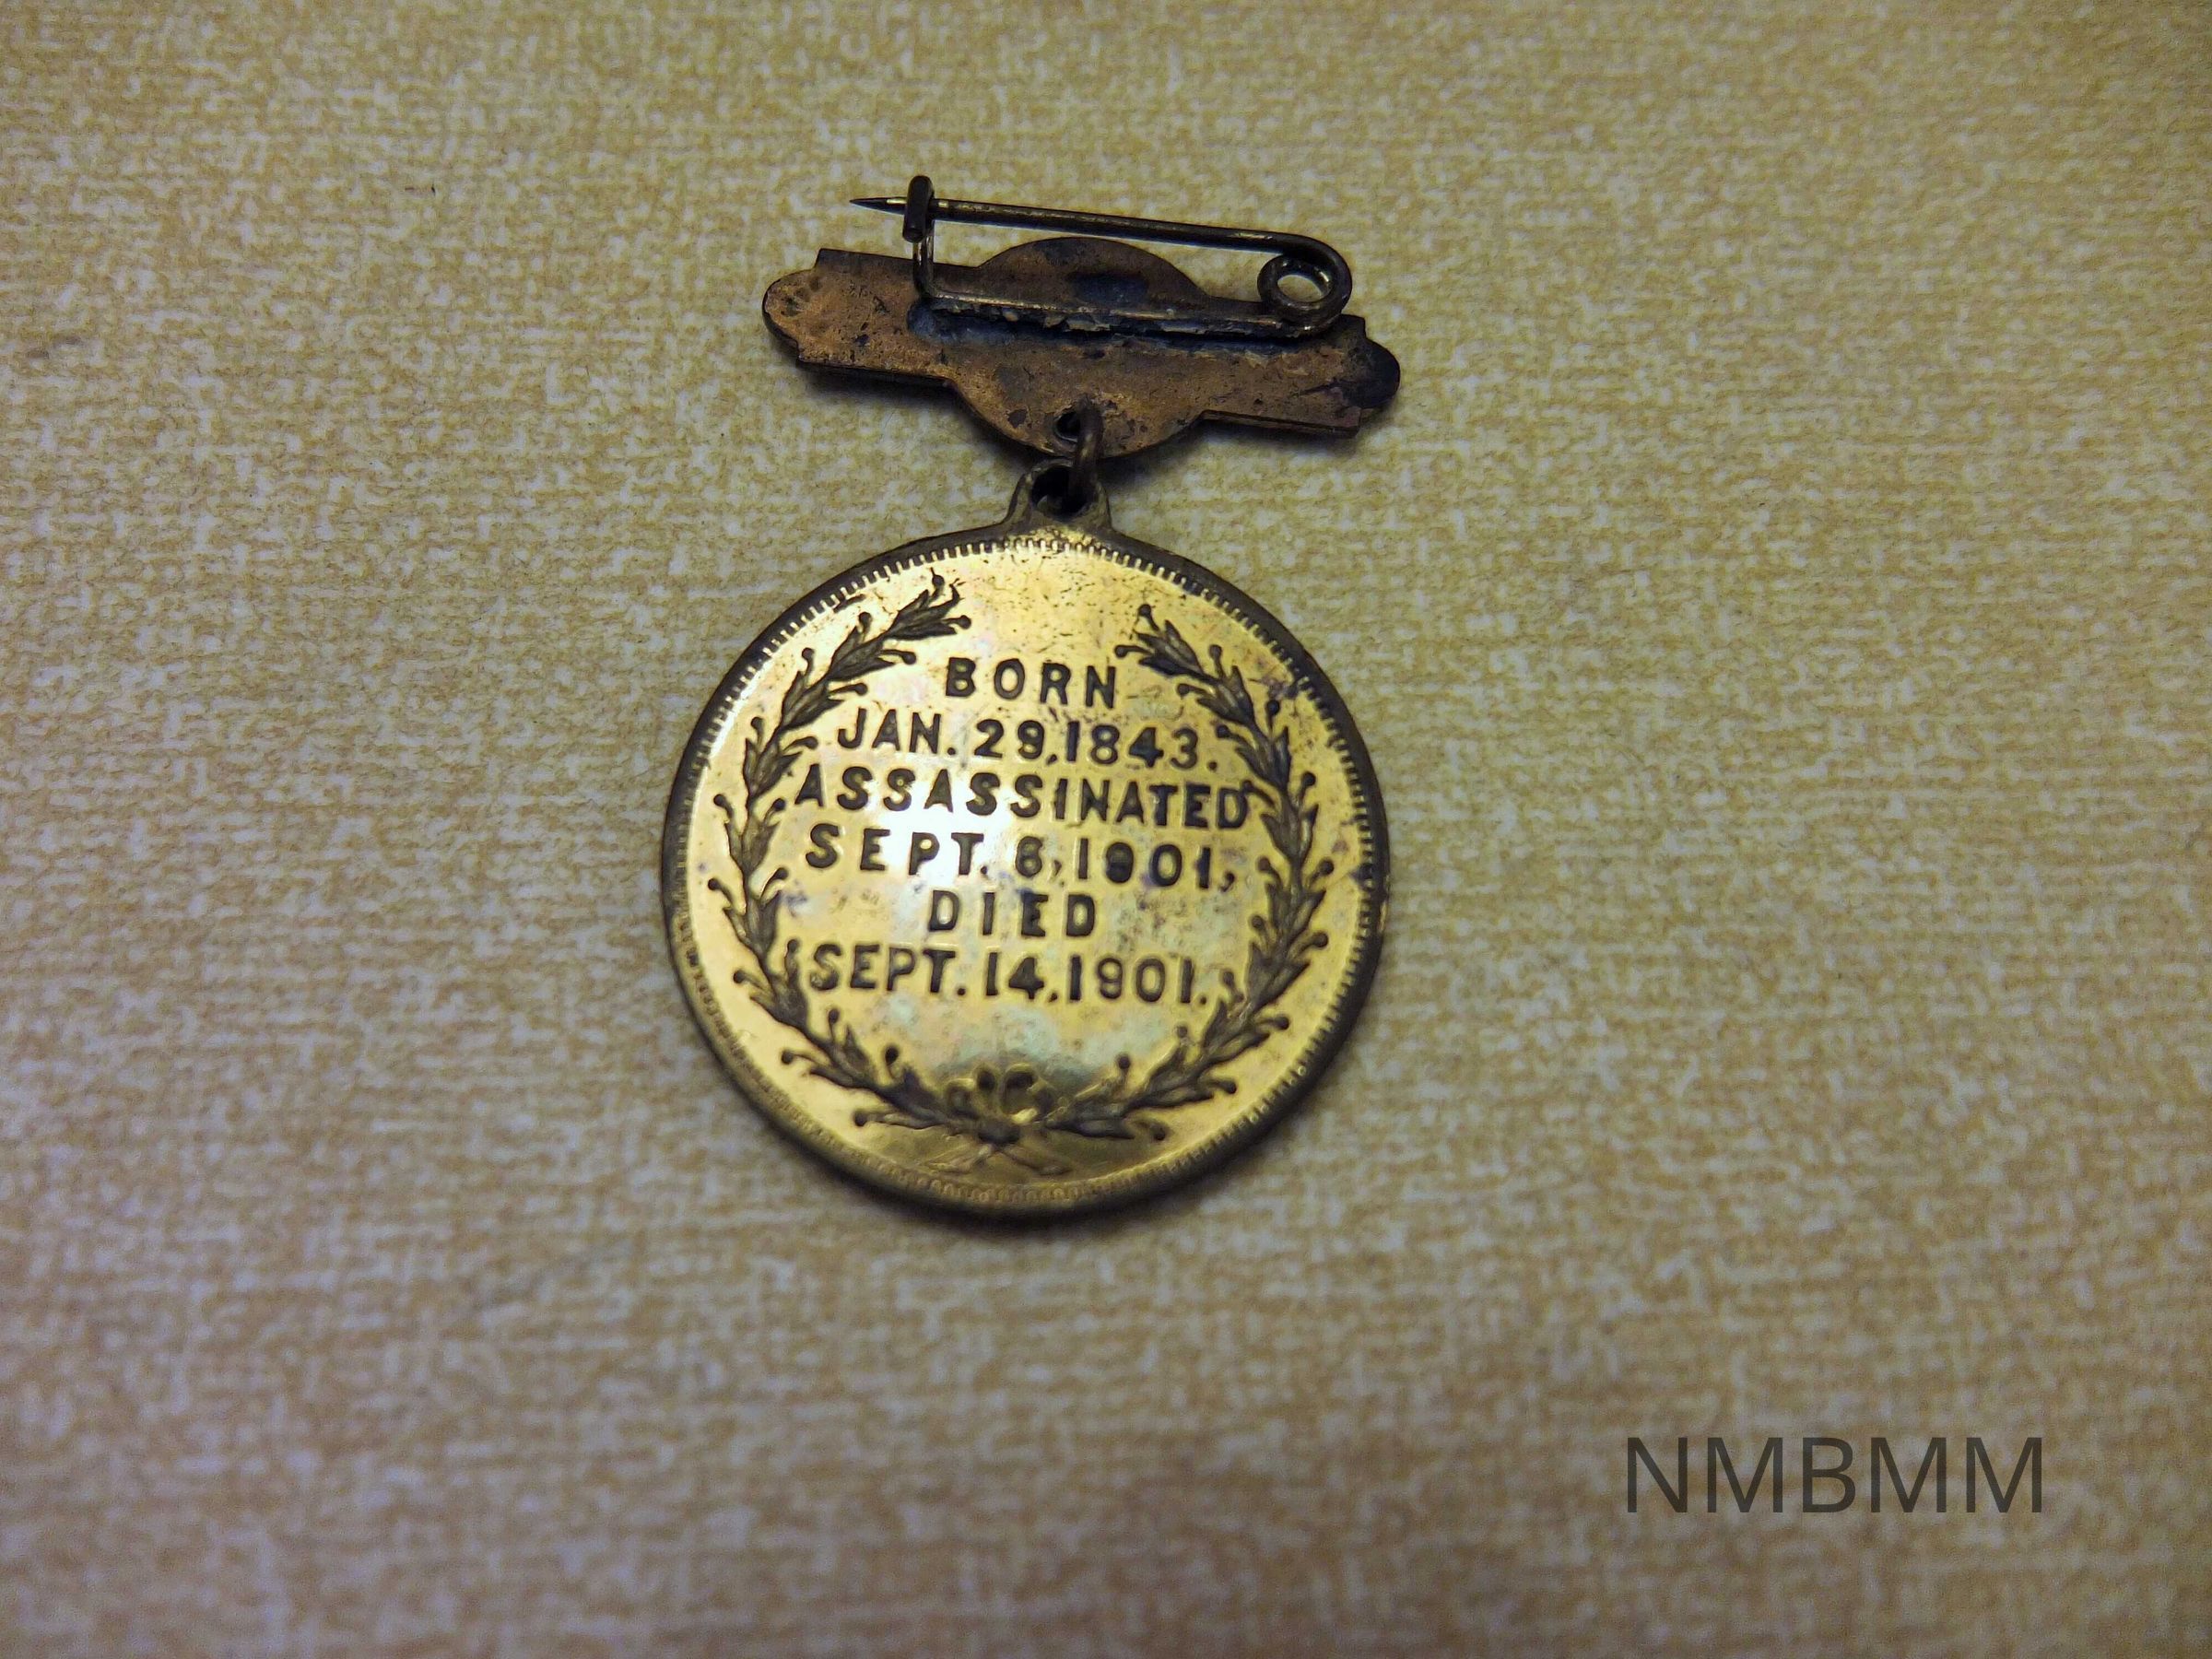 BORN
JAN. 29, 1843.
ASSASSINATED
SEPT. 6, 1901,
DIED
SEPT. 14, 1901.
NMBMM